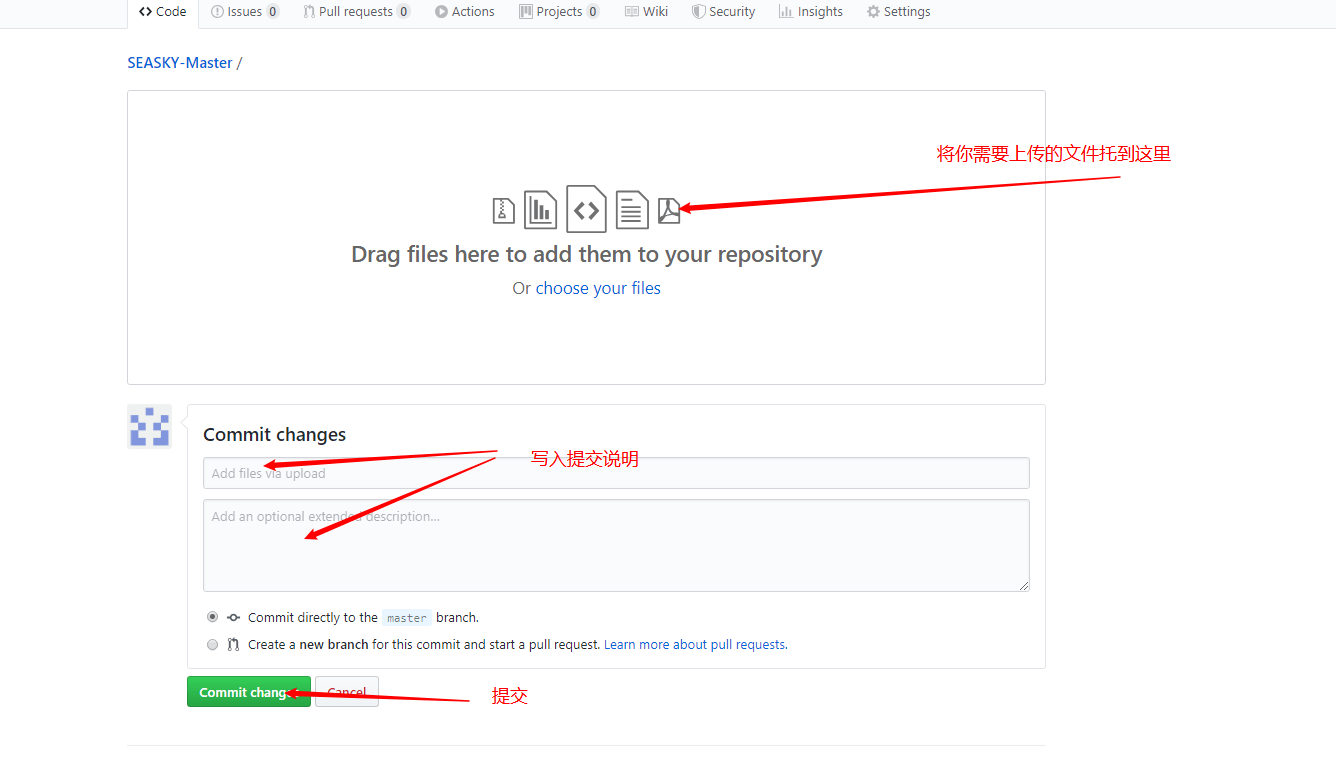 Code Issues 0 Pull requests 0 Actions Projects 0 Wiki Security Insights Settings
SEASKY-Master /
将你需要上传的文件托到这里
Drag files here to add them to your repository
Or choose your files
Commit changes
写入提交说明
Add files via upload
Add an optional extended description...
Commit directly to the master branch.
Create a new branch for this commit and start a pull request. Learn more about pull requests.
Commit changes Cancel
提交